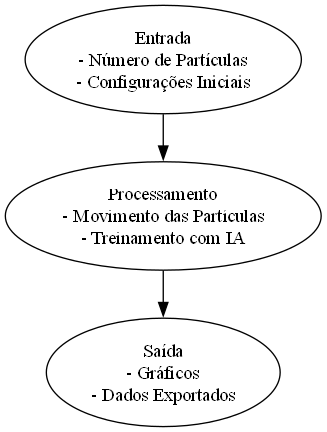 Entrada
- Número de Partículas
- Configurações Iniciais
Processamento
- Movimento das Partículas
- Treinamento com IA
Saída
- Gráficos
- Dados Exportados